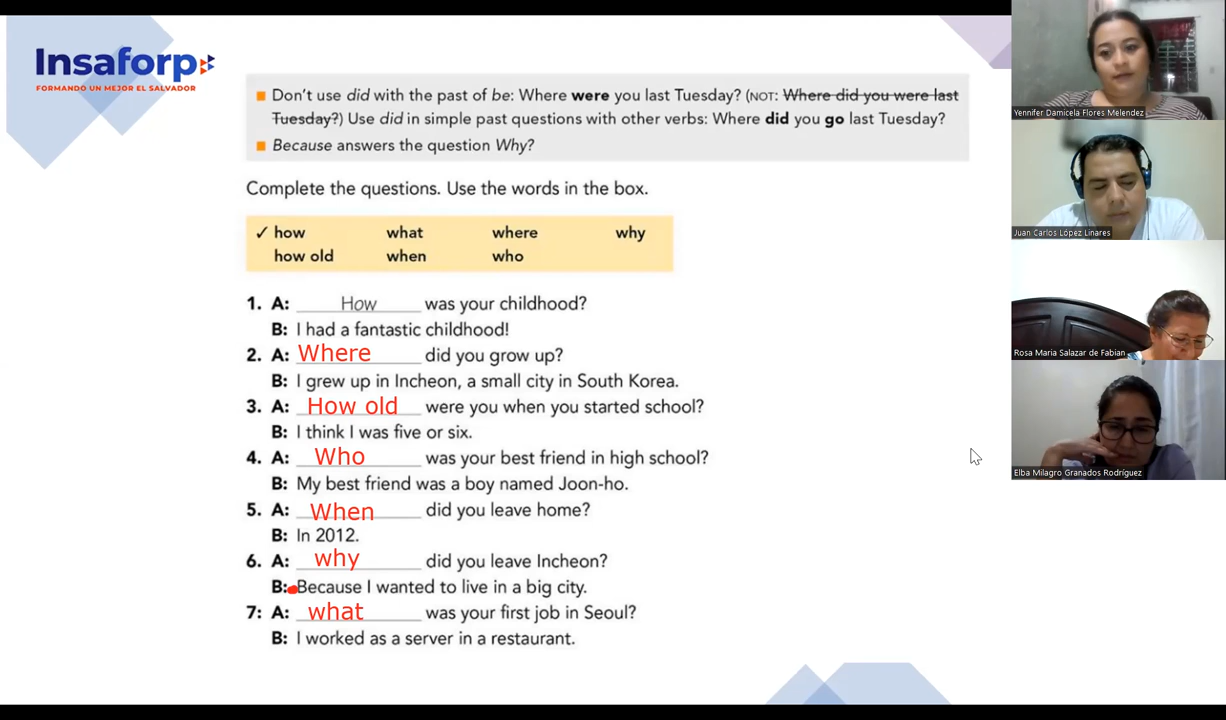 Insaforp
FORMANDO UN MEJOR EL SALVADOR
Don't use did with the past of be: Where were you last Tuesday? (NOT: Where did you were last
Tuesday?) Use did in simple past questions with other verbs: Where did you go last Tuesday?
Because answers the question Why?
Complete the questions. Use the words in the box.
✓ how what where why
how old when who
1. A: How was your childhood?
B: I had a fantastic childhood!
2. A: Where did you grow up?
B: I grew up in Incheon, a small city in South Korea.
3. A: How old were you when you started school?
B: I think I was five or six.
4. A: Who was your best friend in high school?
B: My best friend was a boy named Joon-ho.
5. A: When did you leave home?
B: In 2012.
6. A: why did you leave Incheon?
B: Because I wanted to live in a big city.
7: A: what was your first job in Seoul?
B: I worked as a server in a restaurant.
Yennifer Damicela Flores Melendez
Juan Carlos López Linares
Rosa Maria Salazar de Fabian
Elba Milagro Granados Rodríguez